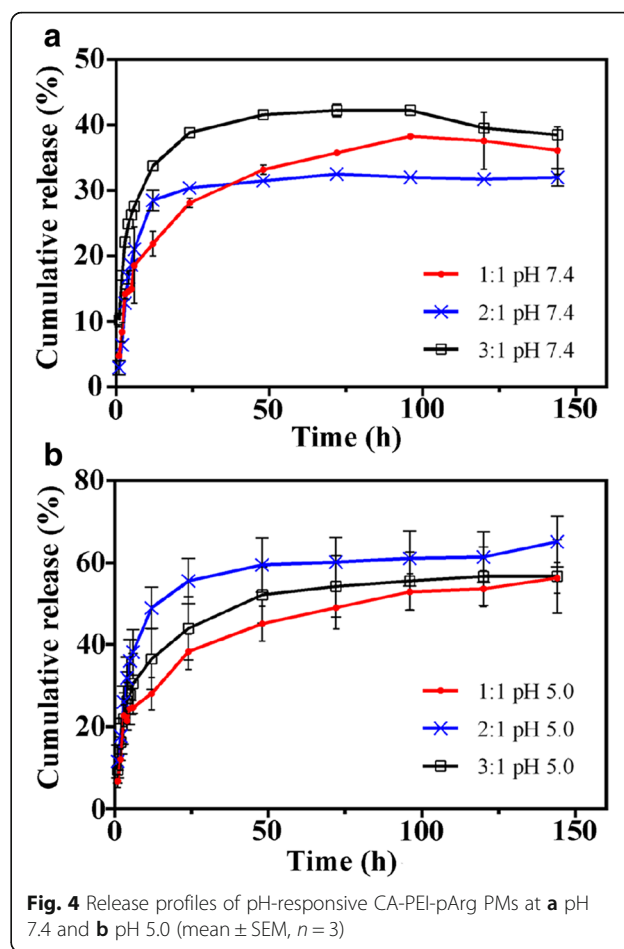 a
50
40
30
20
10
0
Cumulative release (%)
1:1 pH 7.4
2:1 pH 7.4
3:1 pH 7.4
0 50 100 150
Time (h)
b
80
60
40
20
0
Cumulative release (%)
1:1 pH 5.0
2:1 pH 5.0
3:1 pH 5.0
0 50 100 150
Time (h)
Fig. 4 Release profiles of pH-responsive CA-PEI-pArg PMs at a pH
7.4 and b pH 5.0 (mean ± SEM, n = 3)